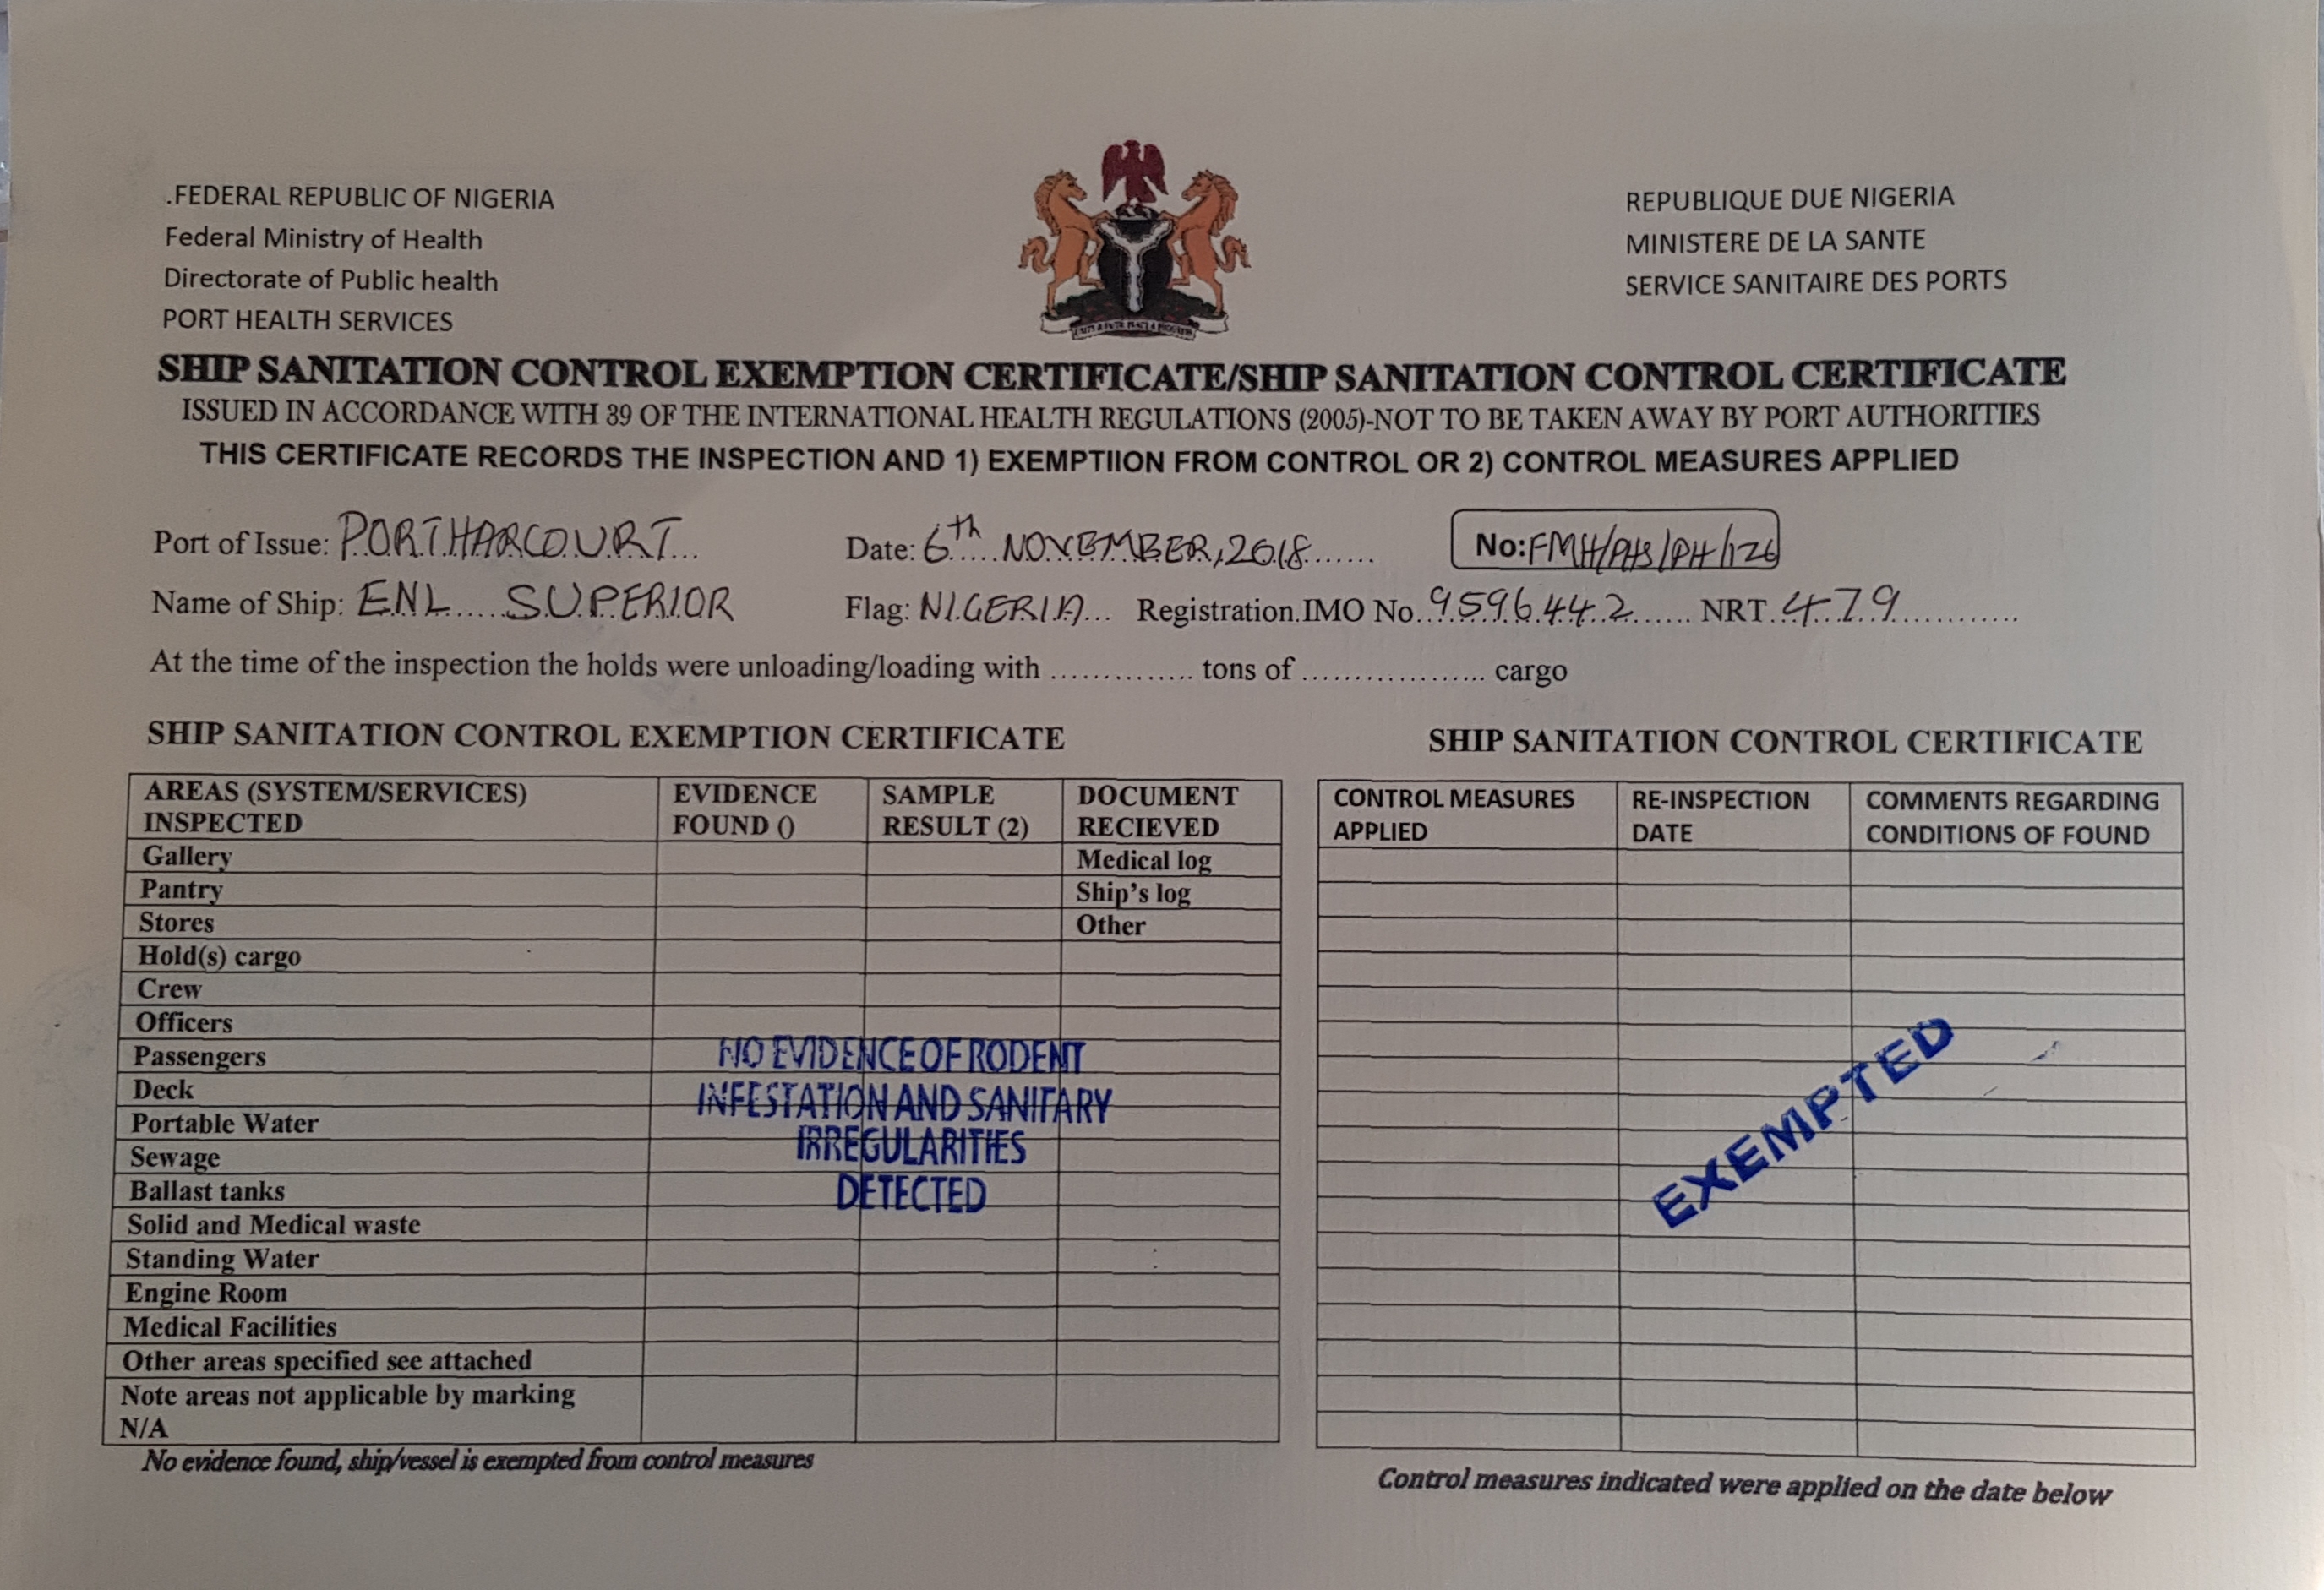 .FEDERAL REPUBLIC OF NIGERIA
Federal Ministry of Health
Directorate of Public health
PORT HEALTH SERVICES
REPUBLIQUE DUE NIGERIA
MINISTERE DE LA SANTE
SERVICE SANITAIRE DES PORTS
SHIP SANITATION CONTROL EXEMPTION CERTIFICATE/SHIP SANITATION CONTROL CERTIFICATE
ISSUED IN ACCORDANCE WITH 39 OF THE INTERNATIONAL HEALTH REGULATIONS (2005)-NOT TO BE TAKEN AWAY BY PORT AUTHORITIES
THIS CERTIFICATE RECORDS THE INSPECTION AND 1) EXEMPTIION FROM CONTROL OR 2) CONTROL MEASURES APPLIED
Port of Issue: PORTHARCOURT Date: 6th NOVEMBER, 2018 No: FMH/PHS/PH/126
Name of Ship: ENL SUPERIOR Flag: NIGERIA Registration.IMO No. 9596442 NRT 479
At the time of the inspection the holds were unloading/loading with .............. tons of .................. cargo
SHIP SANITATION CONTROL EXEMPTION CERTIFICATE
AREAS (SYSTEM/SERVICES) EVIDENCE SAMPLE DOCUMENT
INSPECTED FOUND () RESULT (2) RECIEVED
Gallery Medical log
Pantry Ship's log
Stores Other
Hold(s) cargo
Crew
Officers
Passengers
Deck
Portable Water
Sewage
Ballast tanks
Solid and Medical waste
Standing Water
Engine Room
Medical Facilities
Other areas specified see attached
Note areas not applicable by marking
N/A
NO EVIDENCE OF RODENT
INFESTATION AND SANITARY
IRREGULARITIES
DETECTED
No evidence found, ship/vessel is exempted from control measures
SHIP SANITATION CONTROL CERTIFICATE
CONTROL MEASURES RE-INSPECTION COMMENTS REGARDING
APPLIED DATE CONDITIONS OF FOUND
EXEMPTED
Control measures indicated were applied on the date below